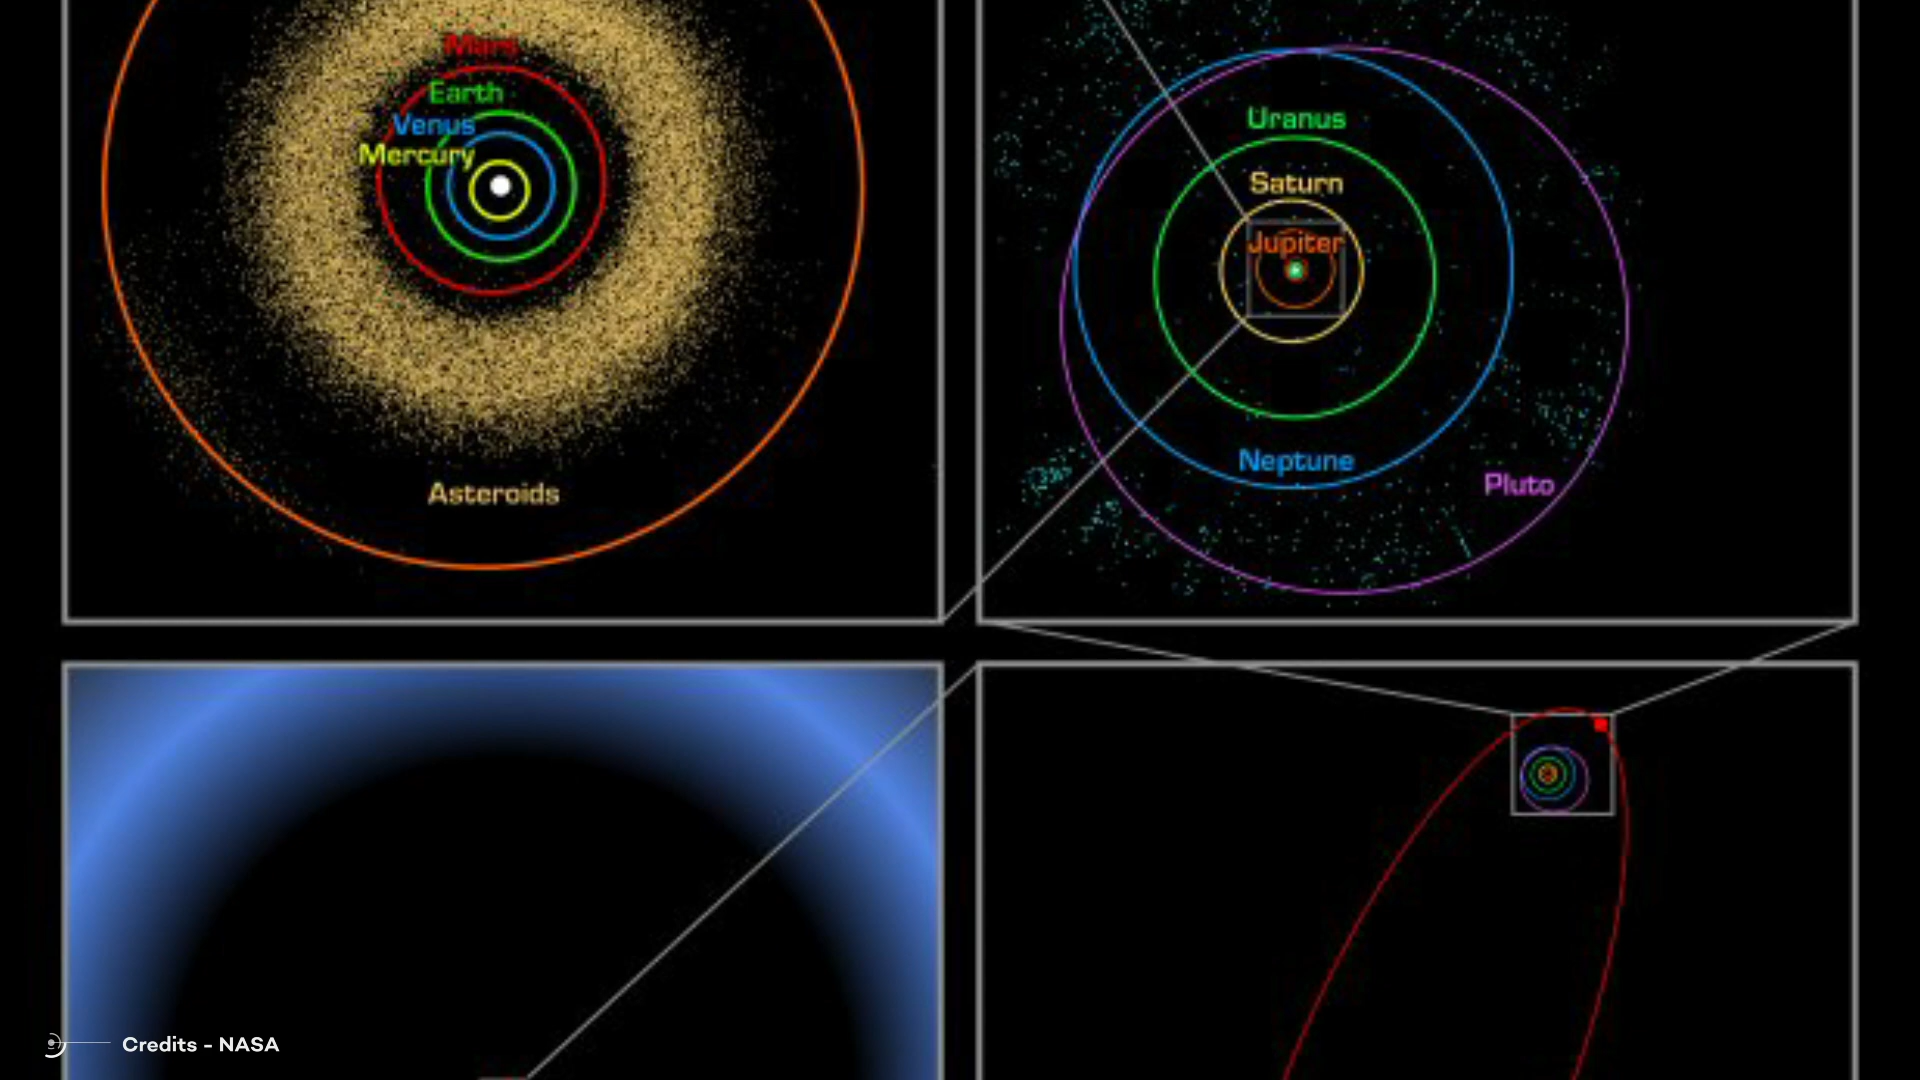 Mars
Earth
Venus
Mercury
Asteroids
Uranus
Saturn
Jupiter
Neptune
Pluto
Credits - NASA